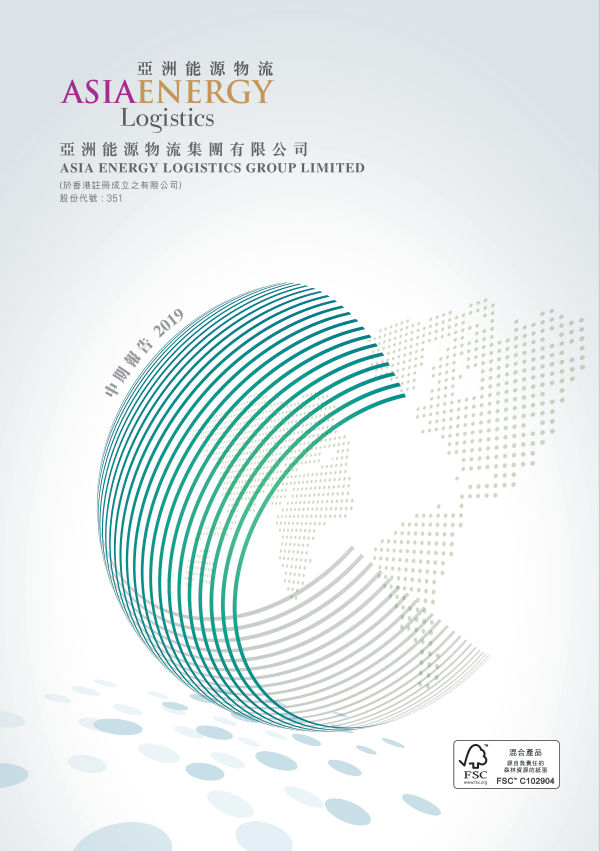 亞洲能源物流
ASIAENERGY
Logistics
亞洲能源物流集團有限公司
ASIA ENERGY LOGISTICS GROUP LIMITED
(於香港註冊成立之有限公司)
股份代號 : 351
中期報告 2019
混合產品
源自負責任的
森林資源的紙張
FSC™ C102904
FSC
www.fsc.org